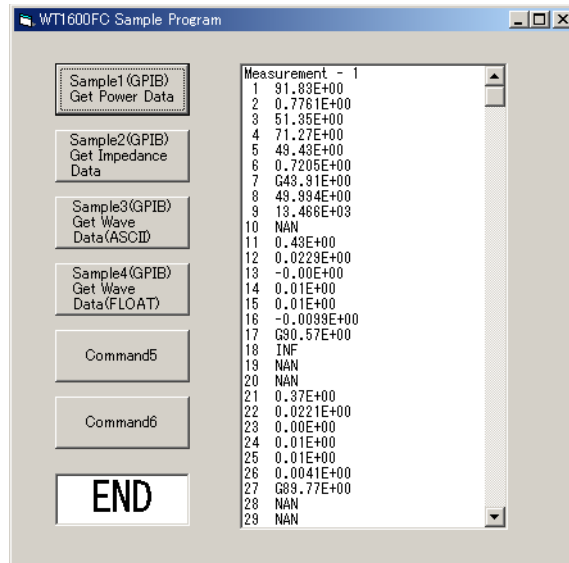 WT1600FC Sample Program
Sample1(GPIB)
Get Power Data
Sample2(GPIB)
Get Impedance
Data
Sample3(GPIB)
Get Wave
Data(ASCII)
Sample4(GPIB)
Get Wave
Data(FLOAT)
Command5
Command6
END
Measurement - 1
1 91.83E+00
2 0.7761E+00
3 51.35E+00
4 71.27E+00
5 49.43E+00
6 0.7205E+00
7 G43.91E+00
8 49.994E+00
9 13.466E+03
10 NAN
11 0.43E+00
12 0.0229E+00
13 -0.00E+00
14 0.01E+00
15 0.01E+00
16 -0.0099E+00
17 G90.57E+00
18 INF
19 NAN
20 NAN
21 0.37E+00
22 0.0221E+00
23 0.00E+00
24 0.01E+00
25 0.01E+00
26 0.0041E+00
27 G89.77E+00
28 NAN
29 NAN